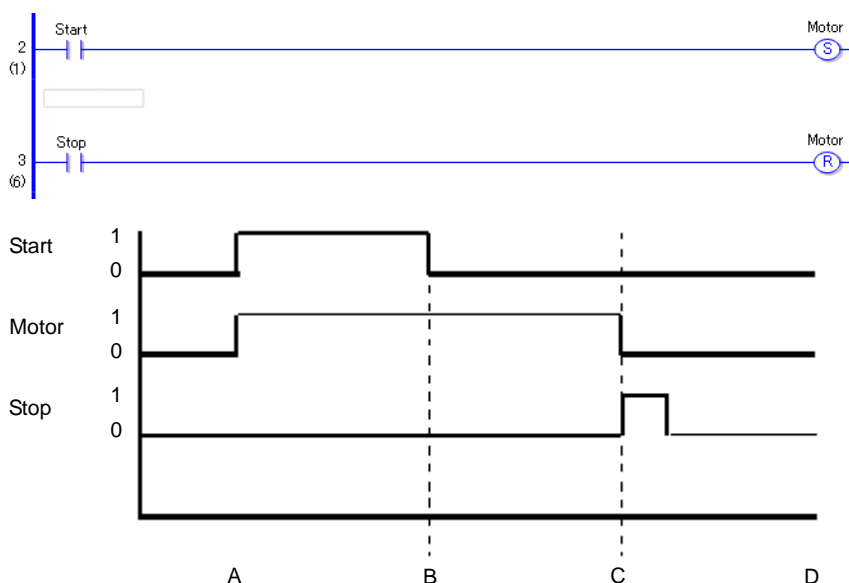 Start Motor
2 S
(1)
Stop Motor
3 R
(6)
Start 1
0
Motor 1
0
Stop 1
0
A B C D